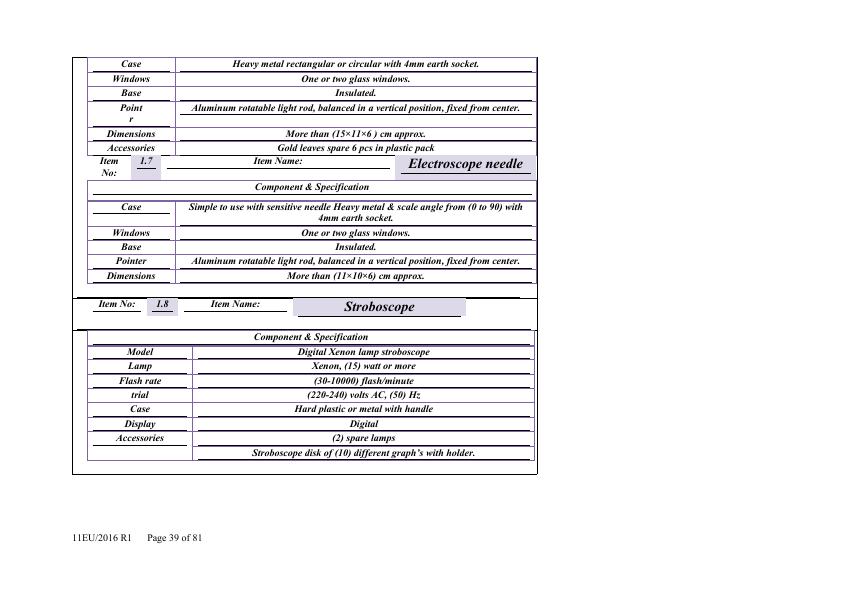 Case Heavy metal rectangular or circular with 4mm earth socket.
Windows One or two glass windows.
Base Insulated.
Point Aluminum rotatable light rod, balanced in a vertical position, fixed from center.
r
Dimensions More than (15×11×6 ) cm approx.
Accessories Gold leaves spare 6 pcs in plastic pack
Item 1.7 Item Name: Electroscope needle
No:
Component & Specification
Case Simple to use with sensitive needle Heavy metal & scale angle from (0 to 90) with
4mm earth socket.
Windows One or two glass windows.
Base Insulated.
Pointer Aluminum rotatable light rod, balanced in a vertical position, fixed from center.
Dimensions More than (11×10×6) cm approx.
Item No: 1.8 Item Name: Stroboscope
Component & Specification
Model Digital Xenon lamp stroboscope
Lamp Xenon, (15) watt or more
Flash rate (30-10000) flash/minute
trial (220-240) volts AC, (50) Hz
Case Hard plastic or metal with handle
Display Digital
Accessories (2) spare lamps
Stroboscope disk of (10) different graph's with holder.
11EU/2016 R1 Page 39 of 81